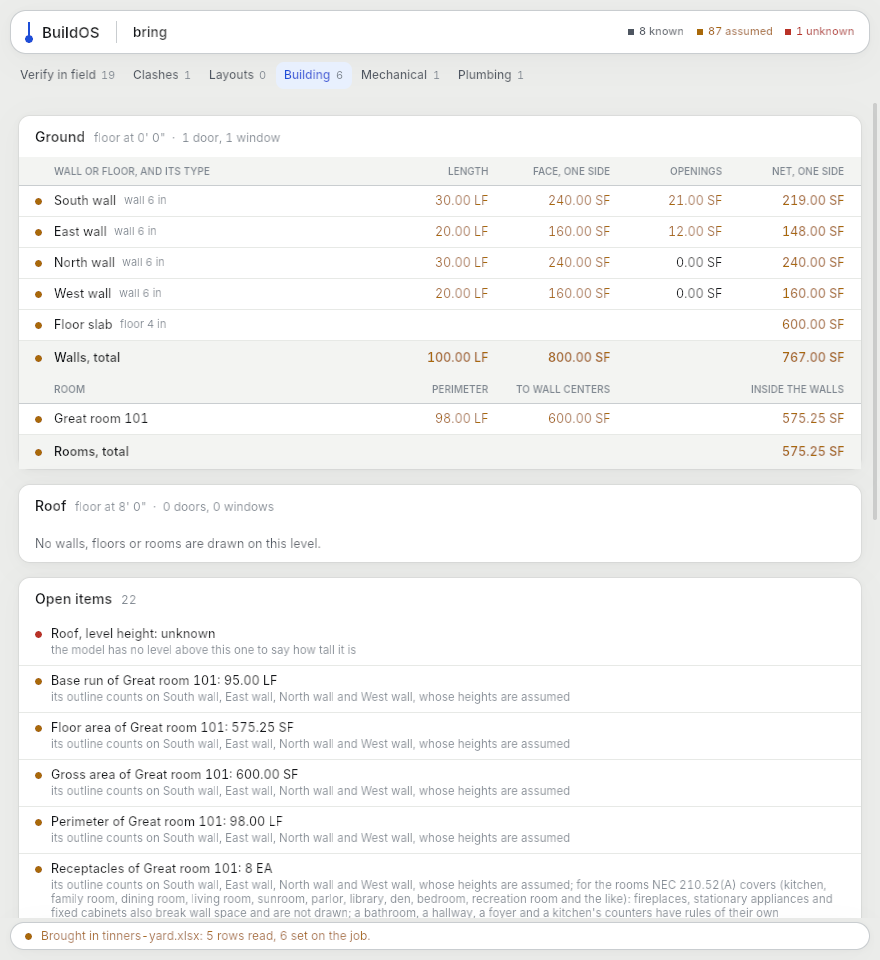 BuildOS bring 8 known 87 assumed 1 unknown
Verify in field 19 Clashes 1 Layouts 0 Building 6 Mechanical 1 Plumbing 1
Ground floor at 0' 0" · 1 door, 1 window
WALL OR FLOOR, AND ITS TYPE LENGTH FACE, ONE SIDE OPENINGS NET, ONE SIDE
South wall wall 6 in 30.00 LF 240.00 SF 21.00 SF 219.00 SF
East wall wall 6 in 20.00 LF 160.00 SF 12.00 SF 148.00 SF
North wall wall 6 in 30.00 LF 240.00 SF 0.00 SF 240.00 SF
West wall wall 6 in 20.00 LF 160.00 SF 0.00 SF 160.00 SF
Floor slab floor 4 in 600.00 SF
Walls, total 100.00 LF 800.00 SF 767.00 SF
ROOM PERIMETER TO WALL CENTERS INSIDE THE WALLS
Great room 101 98.00 LF 600.00 SF 575.25 SF
Rooms, total 575.25 SF
Roof floor at 8' 0" · 0 doors, 0 windows
No walls, floors or rooms are drawn on this level.
Open items 22
Roof, level height: unknown
the model has no level above this one to say how tall it is
Base run of Great room 101: 95.00 LF
its outline counts on South wall, East wall, North wall and West wall, whose heights are assumed
Floor area of Great room 101: 575.25 SF
its outline counts on South wall, East wall, North wall and West wall, whose heights are assumed
Gross area of Great room 101: 600.00 SF
its outline counts on South wall, East wall, North wall and West wall, whose heights are assumed
Perimeter of Great room 101: 98.00 LF
its outline counts on South wall, East wall, North wall and West wall, whose heights are assumed
Receptacles of Great room 101: 8 EA
its outline counts on South wall, East wall, North wall and West wall, whose heights are assumed; for the rooms NEC 210.52(A) covers (kitchen,
family room, dining room, living room, sunroom, parlor, library, den, bedroom, recreation room and the like): fireplaces, stationary appliances and
fixed cabinets also break wall space and are not drawn; a bathroom, a hallway, a foyer and a kitchen's counters have rules of their own
Brought in tinners-yard.xlsx: 5 rows read, 6 set on the job.